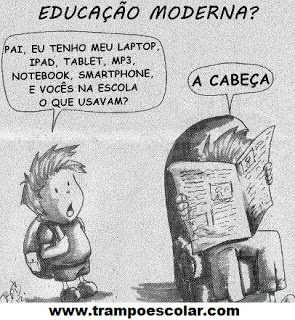 EDUCAÇÃO MODERNA?
PAI, EU TENHO MEU LAPTOP,
IPAD, TABLET, MP3,
NOTEBOOK, SMARTPHONE,
E VOCÊS NA ESCOLA
O QUE USAVAM?
A CABEÇA
www.trampoescolar.com